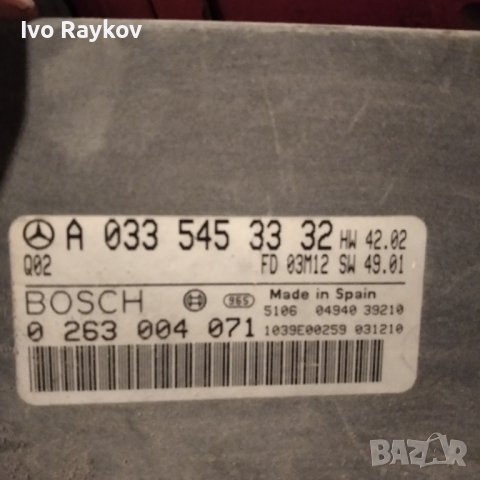 Ivo Raykov
A 033 545 33 32 HW 42.02
Q02 FD 03M12 SW 49.01
BOSCH 965 Made in Spain
5106 04940 39210
0 263 004 071 1039E00259 031210
BAZAR